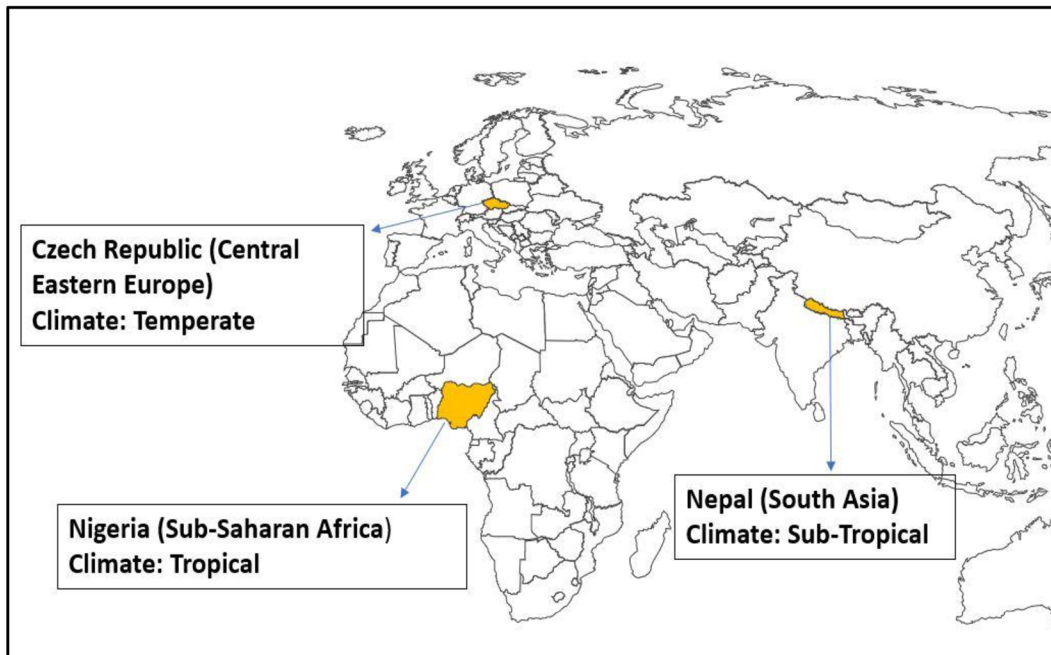 Czech Republic (Central
Eastern Europe)
Climate: Temperate
Nigeria (Sub-Saharan Africa)
Climate: Tropical
Nepal (South Asia)
Climate: Sub-Tropical